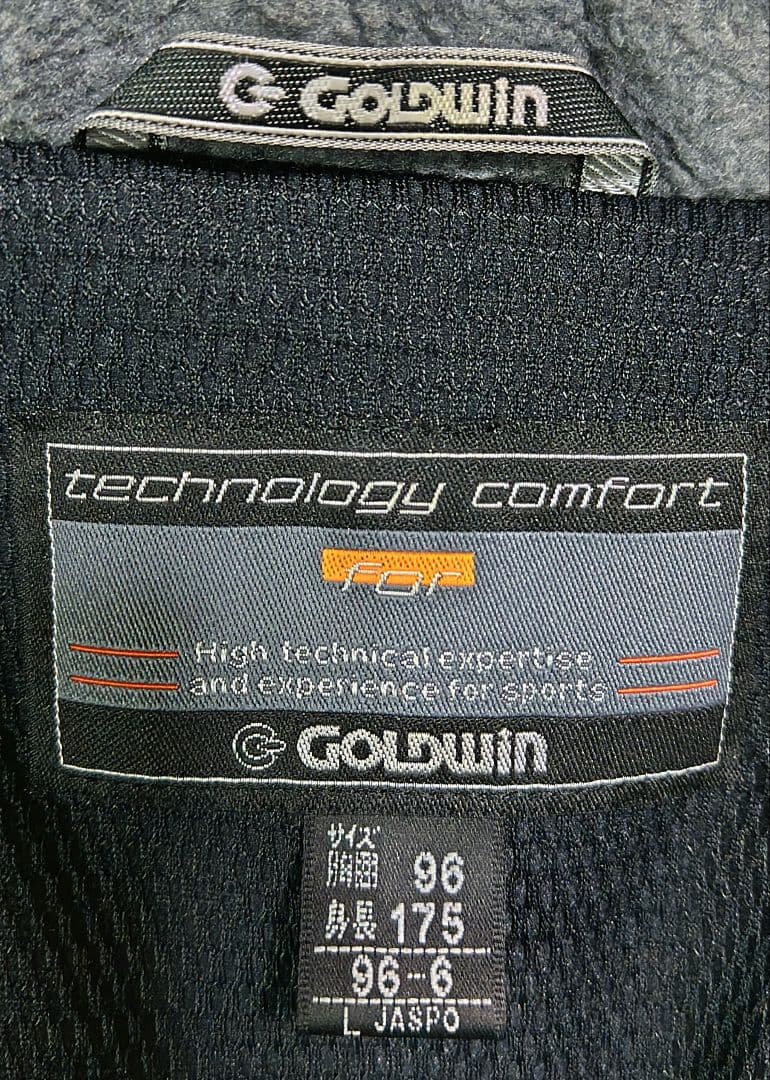 GOLDWIN
technology comfort
for
High technical expertise
and experience for sports
GOLDWIN
サイズ
胸囲 96
身長 175
96-6
L JASPO